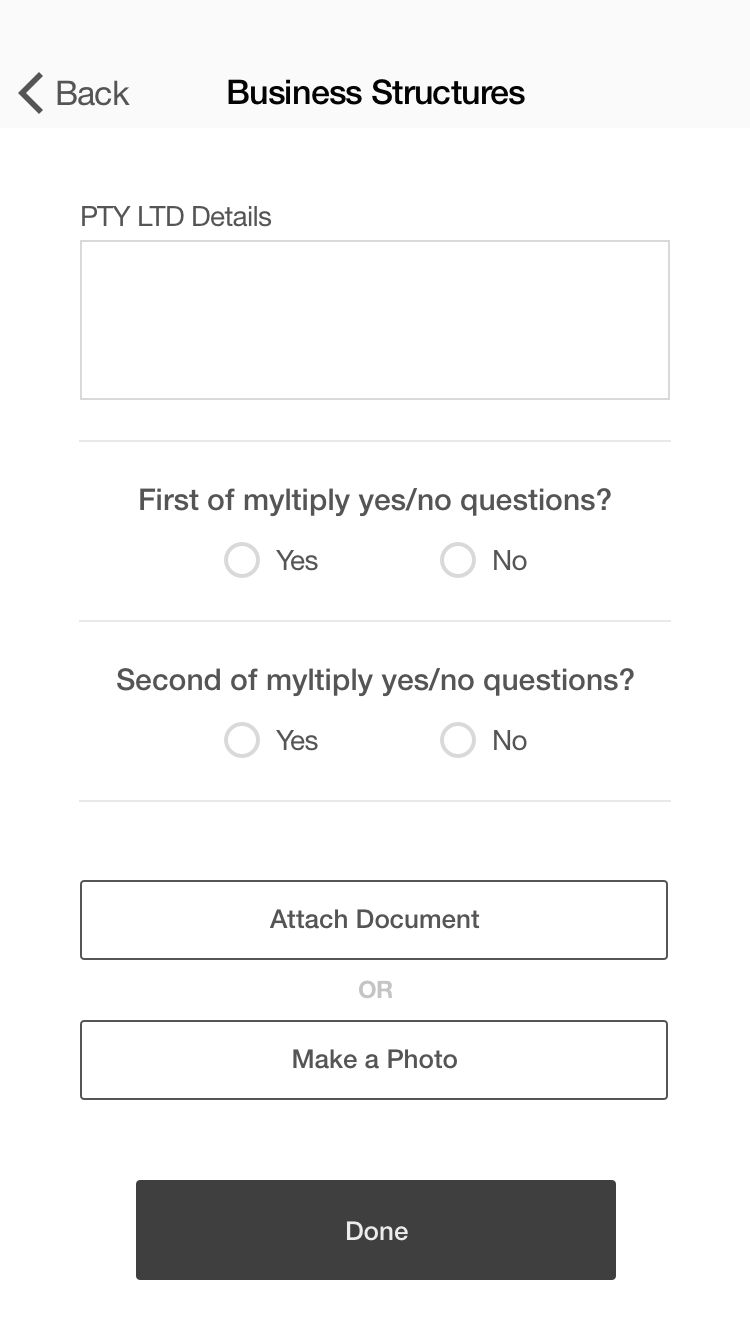 Back
Business Structures
PTY LTD Details
First of myltiply yes/no questions?
Yes
No
Second of myltiply yes/no questions?
Yes
No
Attach Document
OR
Make a Photo
Done